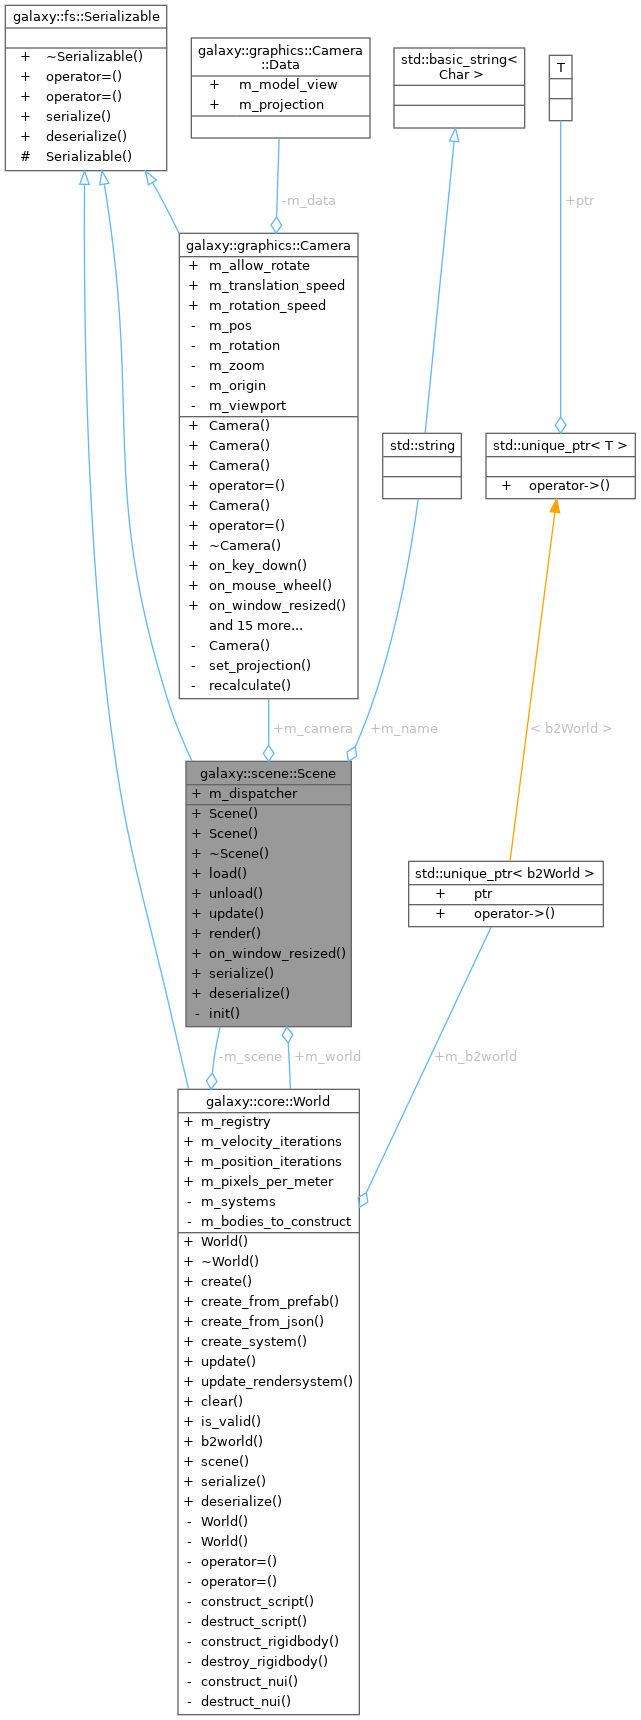 galaxy::fs::Serializable
+ ~Serializable()
+ operator=()
+ operator=()
+ serialize()
+ deserialize()
# Serializable()
galaxy::graphics::Camera
::Data
+ m_model_view
+ m_projection
std::basic_string<
Char >
T
-m_data
+ptr
galaxy::graphics::Camera
+ m_allow_rotate
+ m_translation_speed
+ m_rotation_speed
- m_pos
- m_rotation
- m_zoom
- m_origin
- m_viewport
+ Camera()
+ Camera()
+ Camera()
+ operator=()
+ Camera()
+ operator=()
+ ~Camera()
+ on_key_down()
+ on_mouse_wheel()
+ on_window_resized()
and 15 more...
- Camera()
- set_projection()
- recalculate()
std::string
std::unique_ptr< T >
+ operator->()
+m_camera
+m_name
< b2World >
galaxy::scene::Scene
+ m_dispatcher
+ Scene()
+ Scene()
+ ~Scene()
+ load()
+ unload()
+ update()
+ render()
+ on_window_resized()
+ serialize()
+ deserialize()
- init()
std::unique_ptr< b2World >
+ ptr
+ operator->()
-m_scene
+m_world
+m_b2world
galaxy::core::World
+ m_registry
+ m_velocity_iterations
+ m_position_iterations
+ m_pixels_per_meter
- m_systems
- m_bodies_to_construct
+ World()
+ ~World()
+ create()
+ create_from_prefab()
+ create_from_json()
+ create_system()
+ update()
+ update_rendersystem()
+ clear()
+ is_valid()
+ b2world()
+ scene()
+ serialize()
+ deserialize()
- World()
- World()
- operator=()
- operator=()
- construct_script()
- destruct_script()
- construct_rigidbody()
- destroy_rigidbody()
- construct_nui()
- destruct_nui()